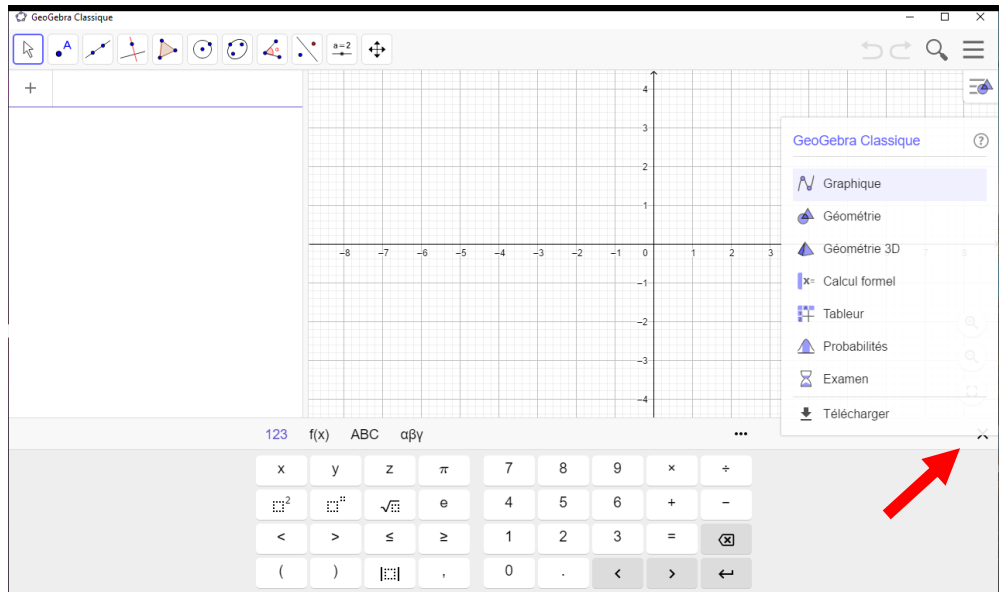 GeoGebra Classique
A
a=2
+
4
3
2
1
−8 −7 −6 −5 −4 −3 −2 −1 0 1 2 3
−1
−2
−3
−4
GeoGebra Classique ?
Graphique
Géométrie
Géométrie 3D
x= Calcul formel
Tableur
Probabilités
Examen
Télécharger
123 f(x) ABC αβγ •••
x y z π 7 8 9 × ÷
2 √ e 4 5 6 + −
< > ≤ ≥ 1 2 3 =
( ) | | , 0 . < >